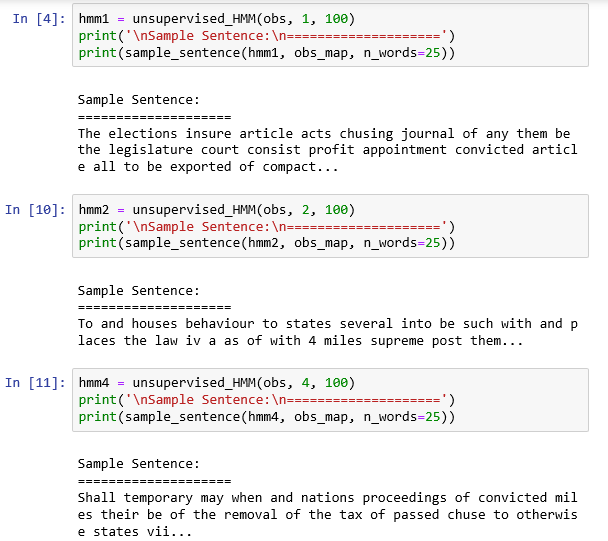 In [4]: hmm1 = unsupervised_HMM(obs, 1, 100)
print('\nSample Sentence:\n====================')
print(sample_sentence(hmm1, obs_map, n_words=25))
Sample Sentence:
====================
The elections insure article acts chusing journal of any them be
the legislature court consist profit appointment convicted articl
e all to be exported of compact...
In [10]: hmm2 = unsupervised_HMM(obs, 2, 100)
print('\nSample Sentence:\n====================')
print(sample_sentence(hmm2, obs_map, n_words=25))
Sample Sentence:
====================
To and houses behaviour to states several into be such with and p
laces the law iv a as of with 4 miles supreme post them...
In [11]: hmm4 = unsupervised_HMM(obs, 4, 100)
print('\nSample Sentence:\n====================')
print(sample_sentence(hmm4, obs_map, n_words=25))
Sample Sentence:
====================
Shall temporary may when and nations proceedings of convicted mil
es their be of the removal of the tax of passed chuse to otherwis
e states vii...